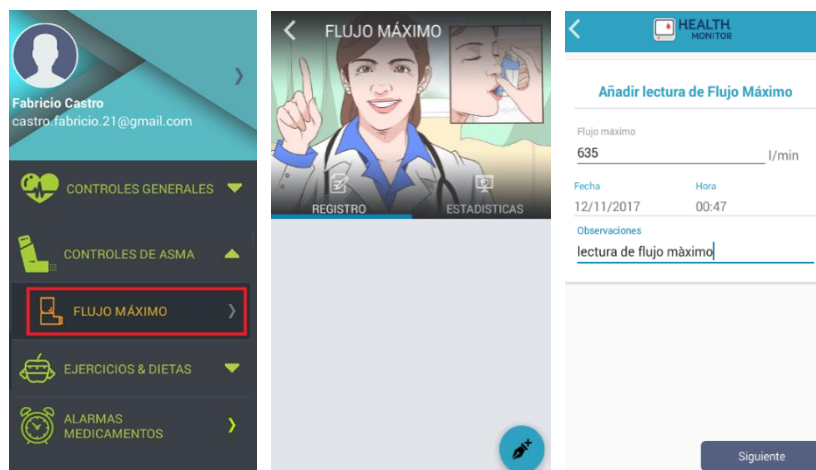 Fabricio Castro
castro.fabricio.21@gmail.com
CONTROLES GENERALES
CONTROLES DE ASMA
FLUJO MÁXIMO
EJERCICIOS & DIETAS
ALARMAS
MEDICAMENTOS
FLUJO MÁXIMO
REGISTRO
ESTADISTICAS
HEALTH
MONITOR
Añadir lectura de Flujo Máximo
Flujo máximo
635
l/min
Fecha
Hora
12/11/2017
00:47
Observaciones
lectura de flujo màximo
Siguiente